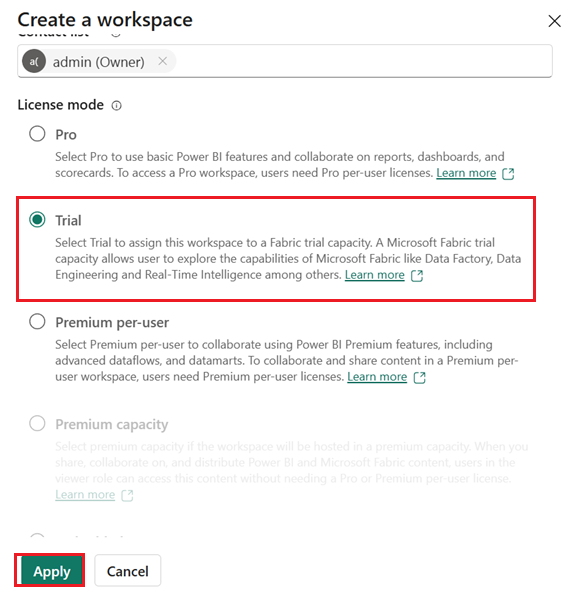 Create a workspace
Contact list
a( admin (Owner)
License mode
Pro
Select Pro to use basic Power BI features and collaborate on reports, dashboards, and
scorecards. To access a Pro workspace, users need Pro per-user licenses. Learn more
Trial
Select Trial to assign this workspace to a Fabric trial capacity. A Microsoft Fabric trial
capacity allows user to explore the capabilities of Microsoft Fabric like Data Factory, Data
Engineering and Real-Time Intelligence among others. Learn more
Premium per-user
Select Premium per-user to collaborate using Power BI Premium features, including
advanced dataflows, and datamarts. To collaborate and share content in a Premium per-
user workspace, users need Premium per-user licenses. Learn more
Premium capacity
Select premium capacity if the workspace will be hosted in a premium capacity. When you
share, collaborate on, and distribute Power BI and Microsoft Fabric content, users in the
viewer role can access this content without needing a Pro or Premium per-user license.
Learn more
Apply
Cancel